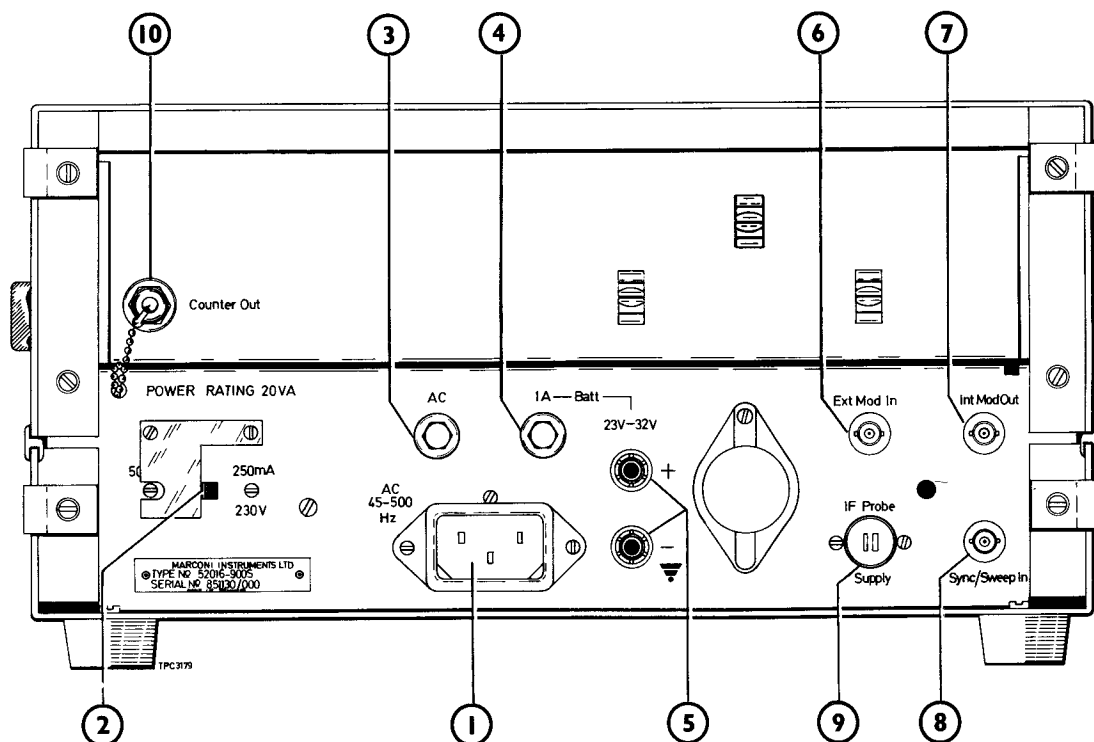 10
3
4
6
7
Counter Out
POWER RATING 20VA
AC
1A — Batt
23V–32V
Ext Mod In
Int Mod Out
50
250mA
230V
AC
45-500
Hz
+
−
IF Probe
Supply
Sync/Sweep In
MARCONI INSTRUMENTS LTD
TYPE Nº 52016-900S
SERIAL Nº 851130/000
TPC3179
2
1
5
9
8